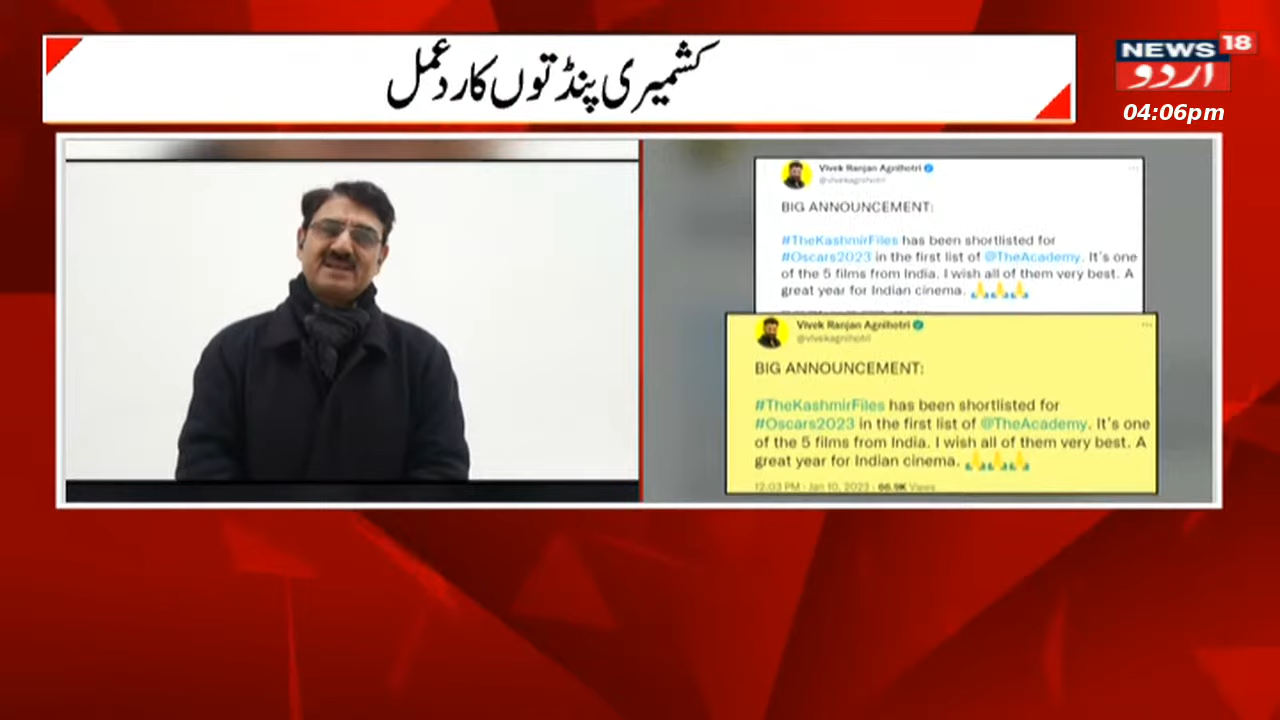 کشمیری پنڈتوں کا ردعمل
NEWS 18
اردو
04:06pm
Vivek Ranjan Agnihotri
@vivekagnihotri
BIG ANNOUNCEMENT:
#TheKashmirFiles has been shortlisted for
#Oscars2023 in the first list of @TheAcademy. It's one
of the 5 films from India. I wish all of them very best. A
great year for Indian cinema. 🙏🙏🙏
Vivek Ranjan Agnihotri
@vivekagnihotri
BIG ANNOUNCEMENT:
#TheKashmirFiles has been shortlisted for
#Oscars2023 in the first list of @TheAcademy. It's one
of the 5 films from India. I wish all of them very best. A
great year for Indian cinema. 🙏🙏🙏
12:03 PM · Jan 10, 2023 · 66.9K Views